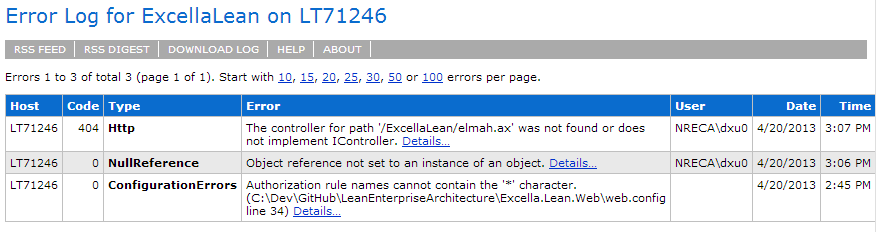 Error Log for ExcellaLean on LT71246
RSS FEED RSS DIGEST DOWNLOAD LOG HELP ABOUT
Errors 1 to 3 of total 3 (page 1 of 1). Start with 10, 15, 20, 25, 30, 50 or 100 errors per page.
Host Code Type Error User Date Time
LT71246 404 Http The controller for path '/ExcellaLean/elmah.ax' was not found or does NRECA\dxu0 4/20/2013 3:07 PM
not implement IController. Details...
LT71246 0 NullReference Object reference not set to an instance of an object. Details... NRECA\dxu0 4/20/2013 3:06 PM
LT71246 0 ConfigurationErrors Authorization rule names cannot contain the '*' character. 4/20/2013 2:45 PM
(C:\Dev\GitHub\LeanEnterpriseArchitecture\Excella.Lean.Web\web.config
line 34) Details...